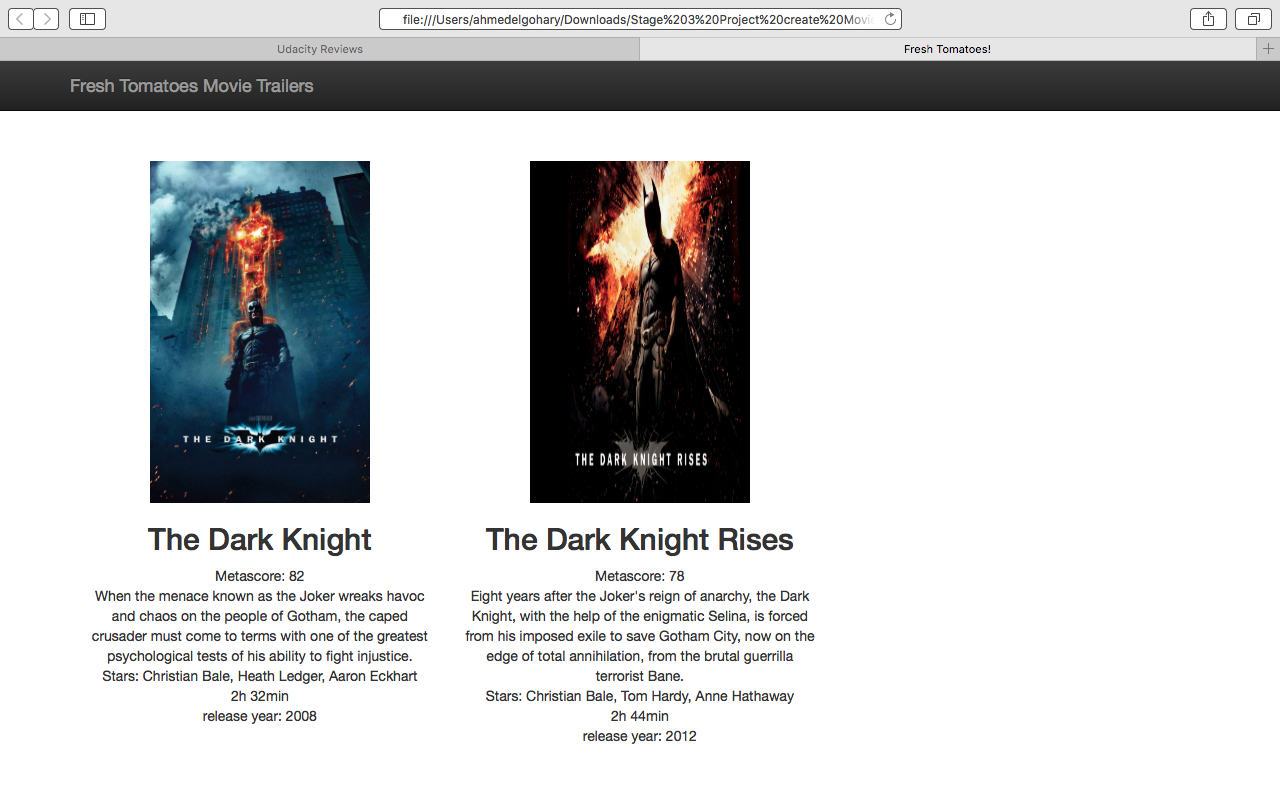 file:///Users/ahmedelgohary/Downloads/Stage%203%20Project%20create%20Movi
Udacity Reviews
Fresh Tomatoes!
Fresh Tomatoes Movie Trailers
THE DARK KNIGHT
THE DARK KNIGHT RISES
The Dark Knight
Metascore: 82
When the menace known as the Joker wreaks havoc
and chaos on the people of Gotham, the caped
crusader must come to terms with one of the greatest
psychological tests of his ability to fight injustice.
Stars: Christian Bale, Heath Ledger, Aaron Eckhart
2h 32min
release year: 2008
The Dark Knight Rises
Metascore: 78
Eight years after the Joker's reign of anarchy, the Dark
Knight, with the help of the enigmatic Selina, is forced
from his imposed exile to save Gotham City, now on the
edge of total annihilation, from the brutal guerrilla
terrorist Bane.
Stars: Christian Bale, Tom Hardy, Anne Hathaway
2h 44min
release year: 2012